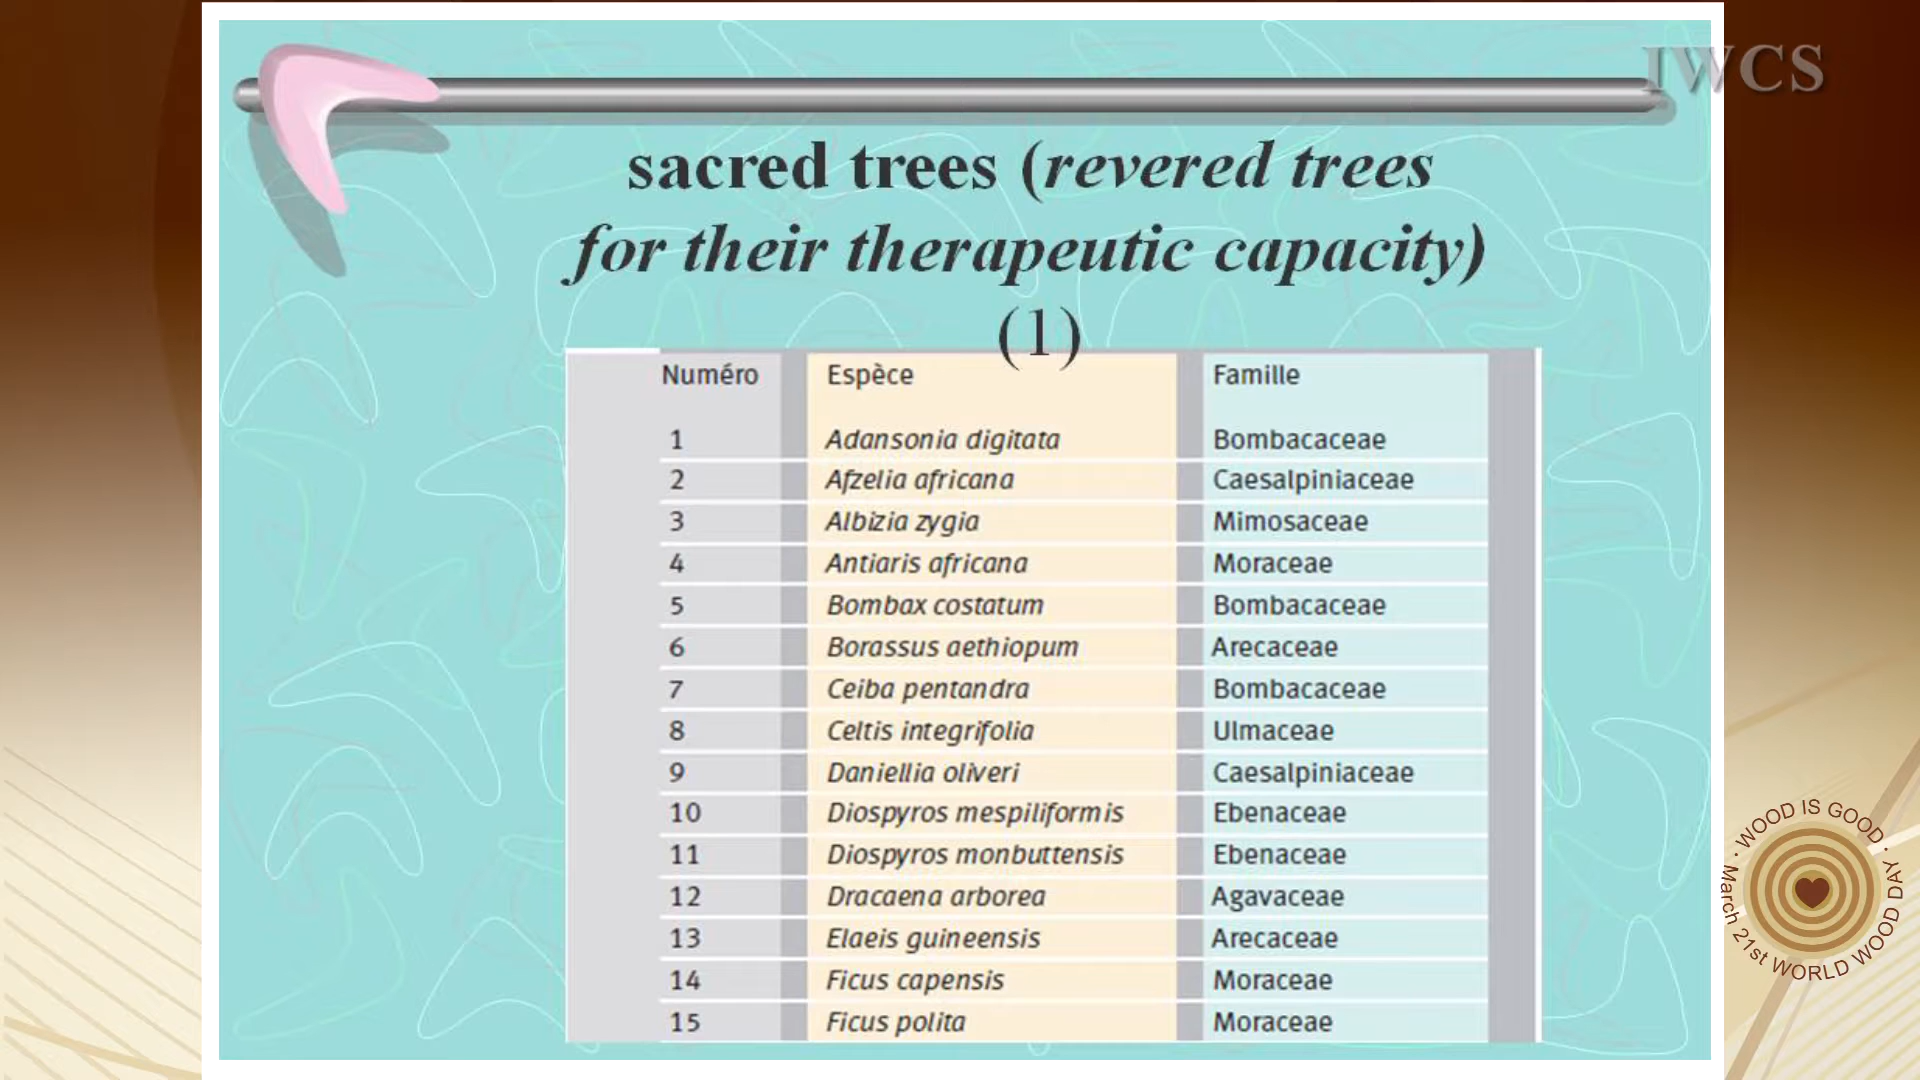 IWCS
sacred trees (revered trees
for their therapeutic capacity)
(1)
Numéro Espèce Famille
1 Adansonia digitata Bombacaceae
2 Afzelia africana Caesalpiniaceae
3 Albizia zygia Mimosaceae
4 Antiaris africana Moraceae
5 Bombax costatum Bombacaceae
6 Borassus aethiopum Arecaceae
7 Ceiba pentandra Bombacaceae
8 Celtis integrifolia Ulmaceae
9 Daniellia oliveri Caesalpiniaceae
10 Diospyros mespiliformis Ebenaceae
11 Diospyros monbuttensis Ebenaceae
12 Dracaena arborea Agavaceae
13 Elaeis guineensis Arecaceae
14 Ficus capensis Moraceae
15 Ficus polita Moraceae
· WOOD IS GOOD ·
March 21st WORLD WOOD DAY